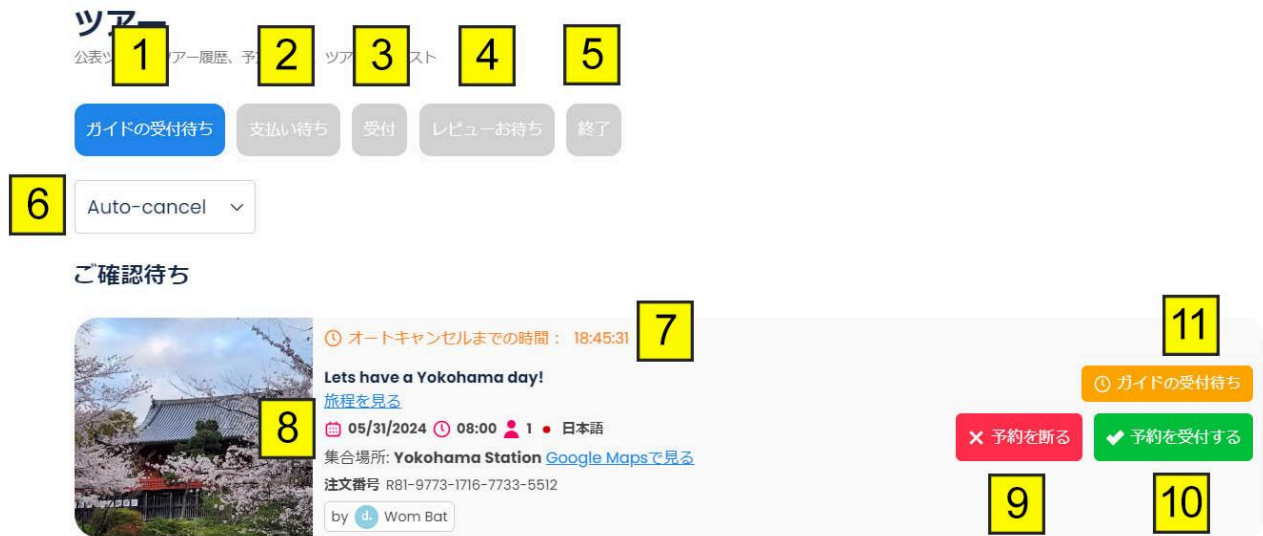 ツアー
1 2 3 4 5
公表ツ アー履歴、予 ツア スト
ガイドの受付待ち 支払い待ち 受付 レビューお待ち 終了
6 Auto-cancel
ご確認待ち
オートキャンセルまでの時間: 18:45:31 7
11
Lets have a Yokohama day!
ガイドの受付待ち
旅程を見る
8 05/31/2024 08:00 1 日本語
予約を断る 予約を受付する
集合場所: Yokohama Station Google Mapsで見る
注文番号 R81-9773-1716-7733-5512
9 10
by d. Wom Bat